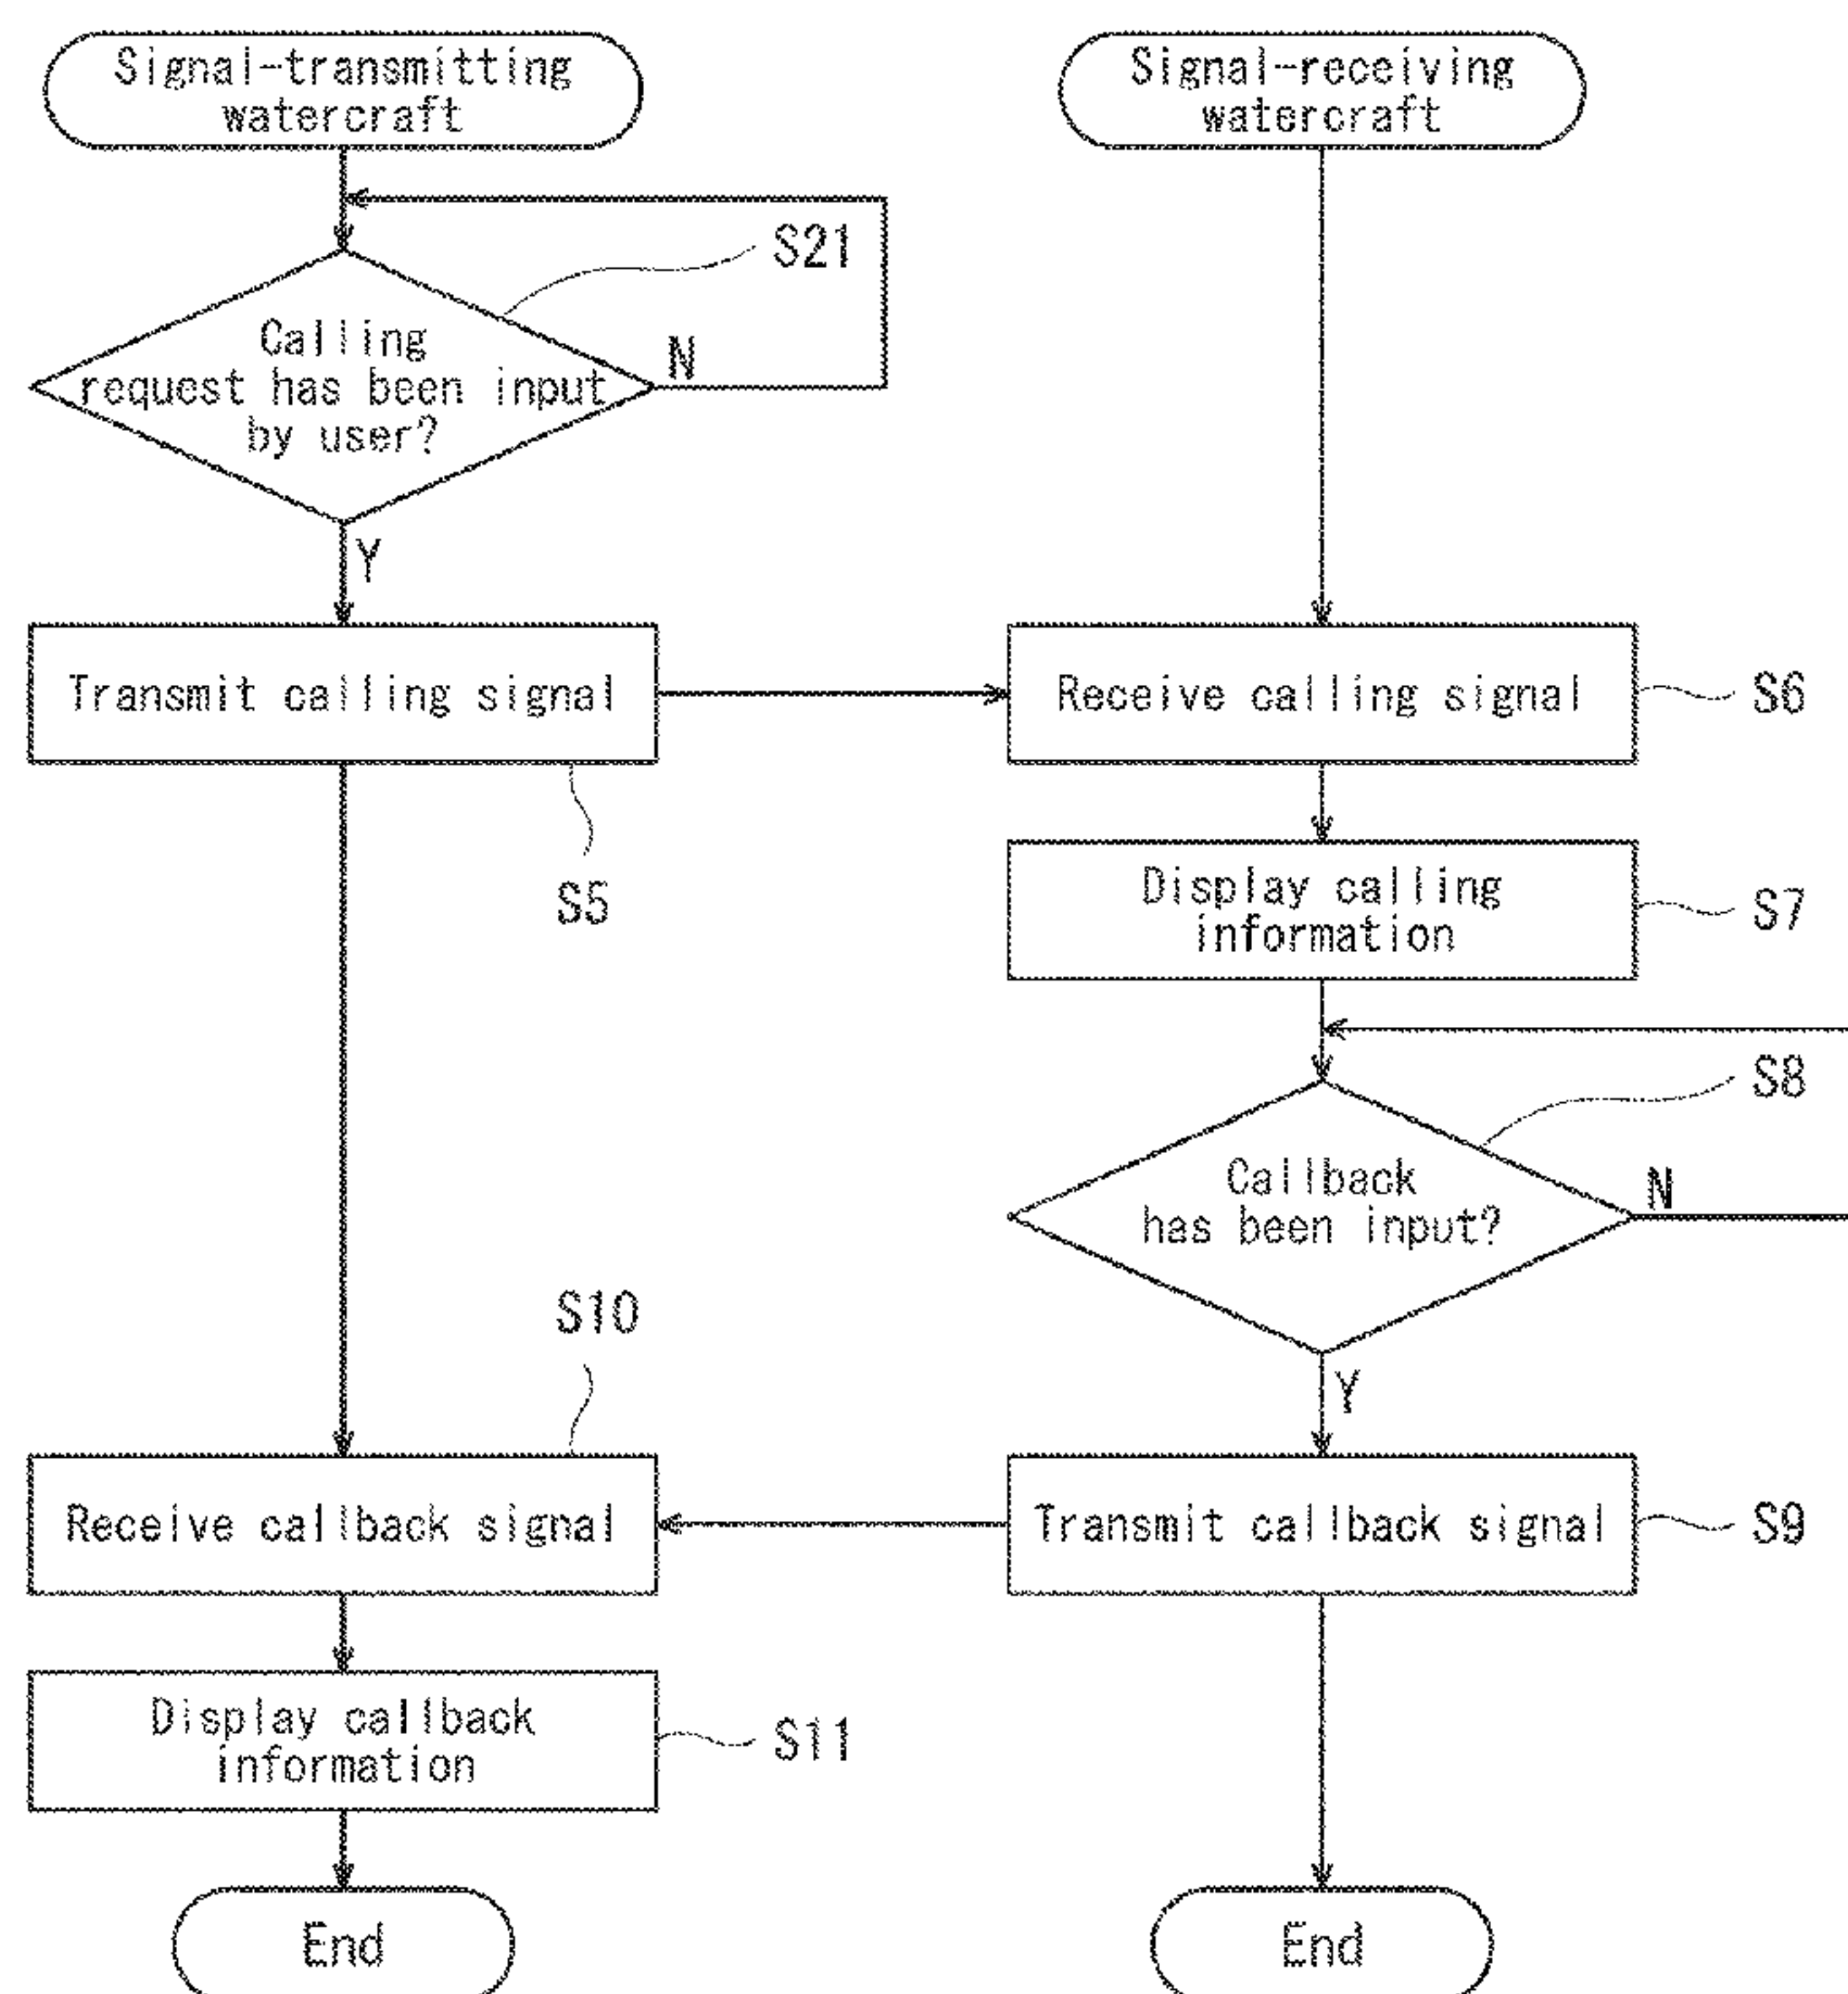 Signal-transmitting
watercraft
Signal-receiving
watercraft
S21
Calling
request has been input
by user?
N
Y
Transmit calling signal
Receive calling signal
S6
S5
Display calling
information
S7
S8
Callback
has been input?
N
Y
S10
Receive callback signal
Transmit callback signal
S9
Display callback
information
S11
End
End